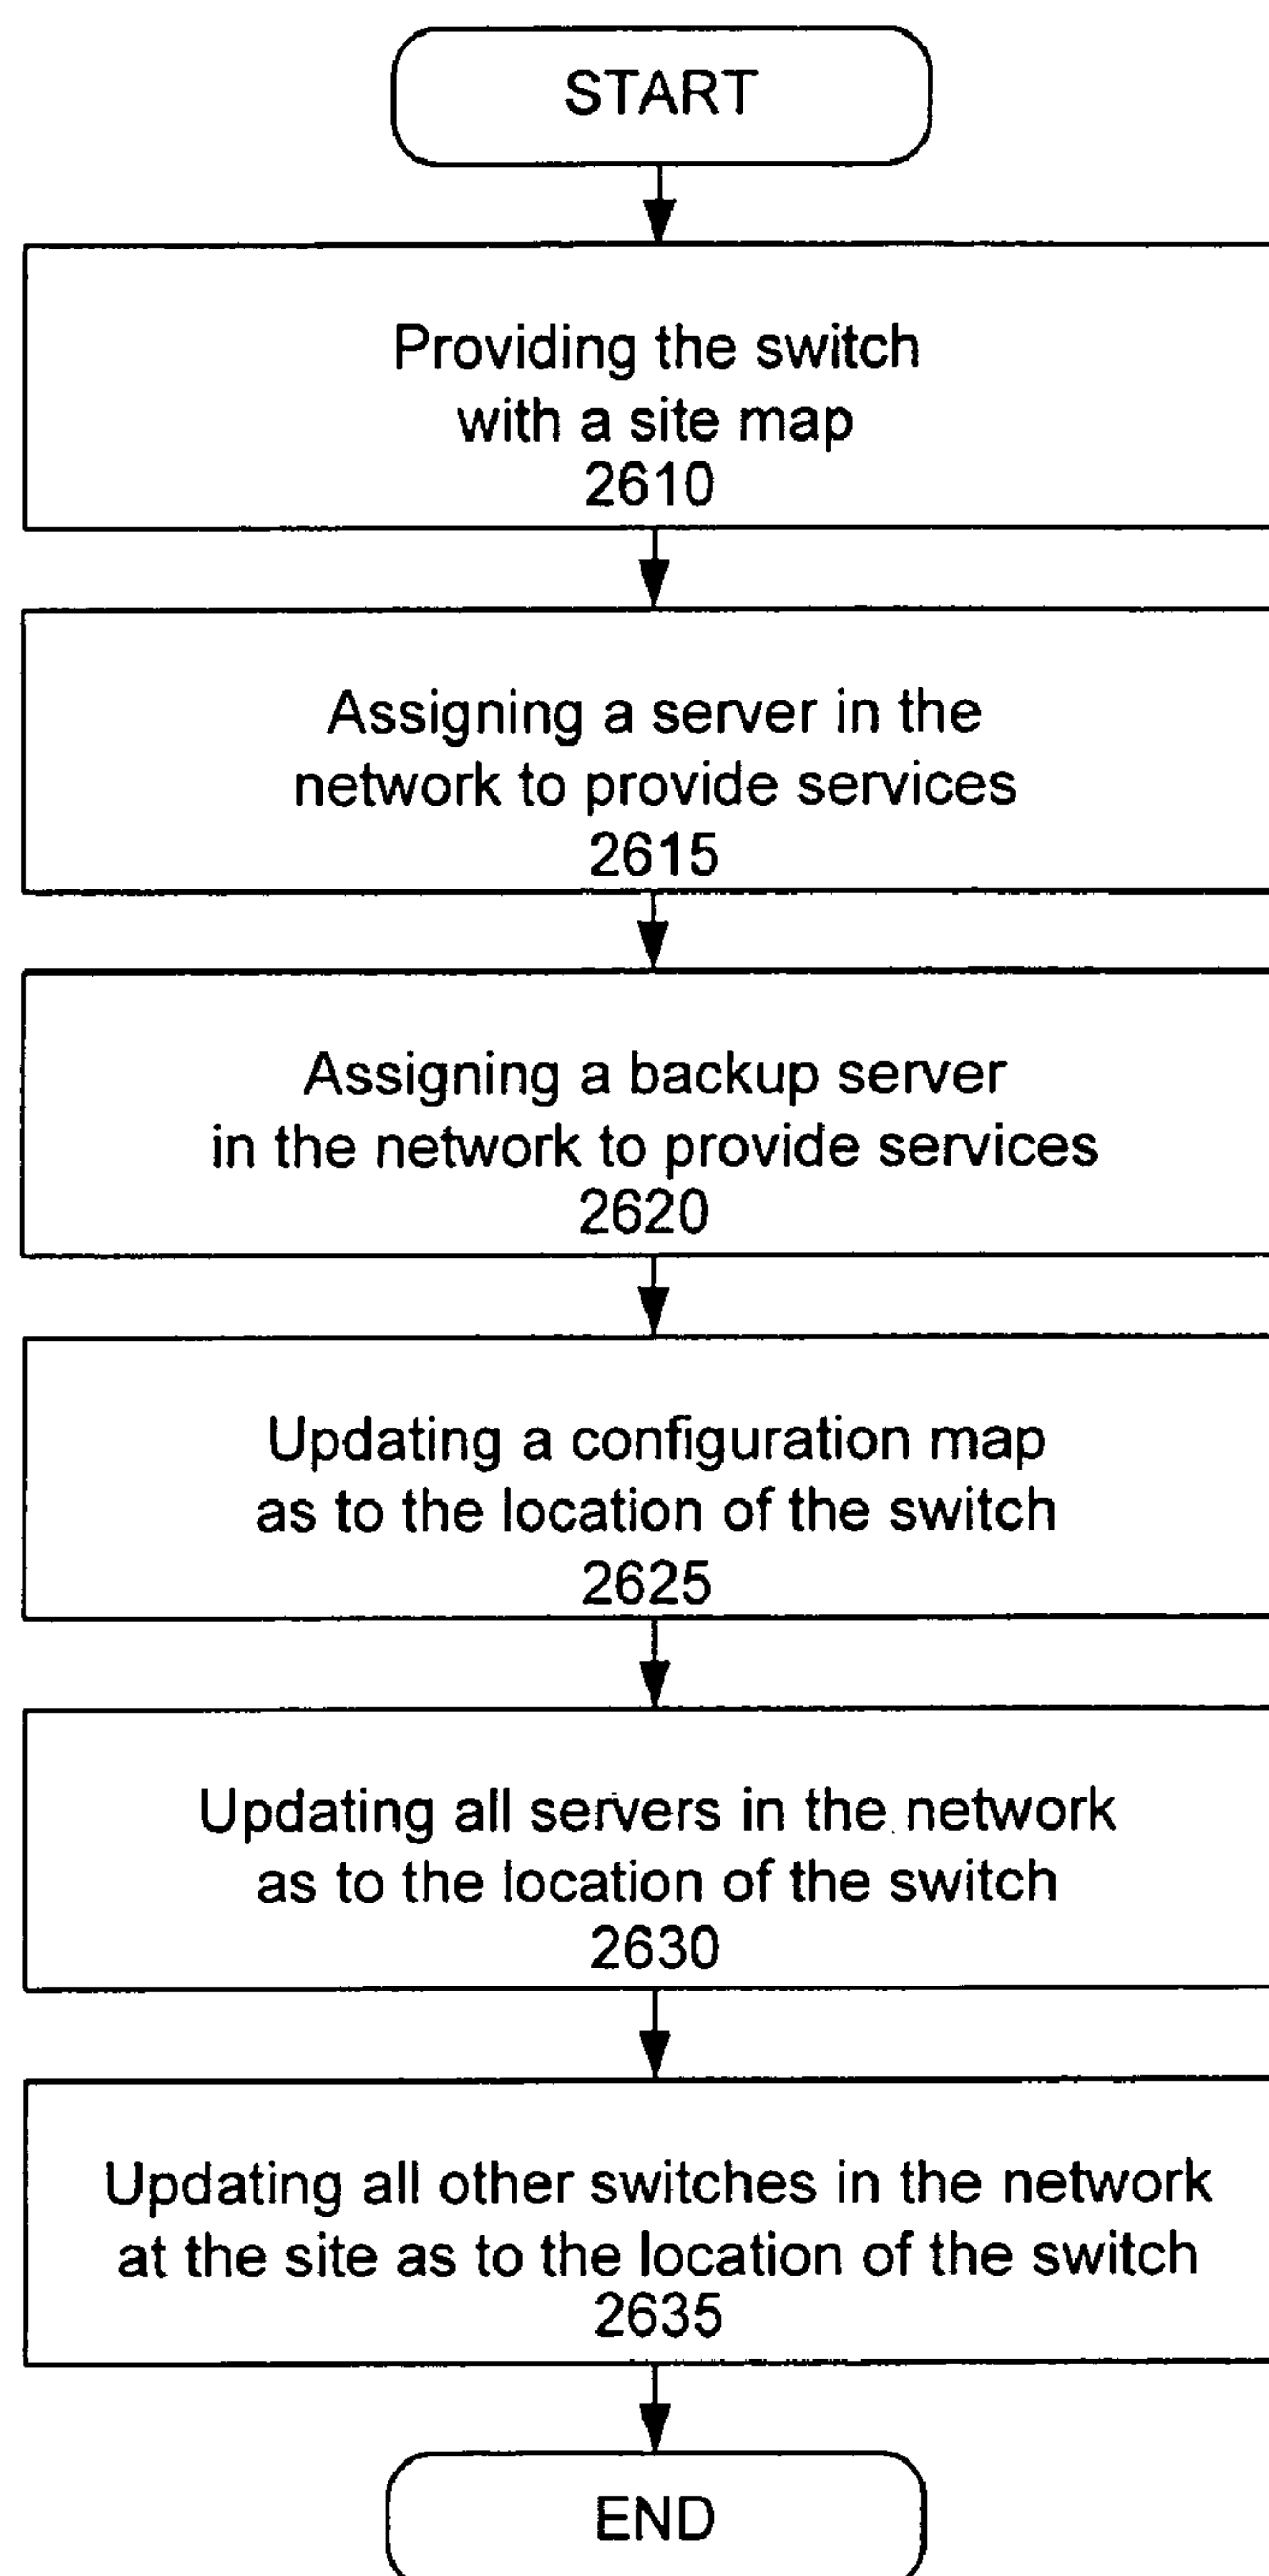 START
Providing the switch
with a site map
2610
Assigning a server in the
network to provide services
2615
Assigning a backup server
in the network to provide services
2620
Updating a configuration map
as to the location of the switch
2625
Updating all servers in the network
as to the location of the switch
2630
Updating all other switches in the network
at the site as to the location of the switch
2635
END